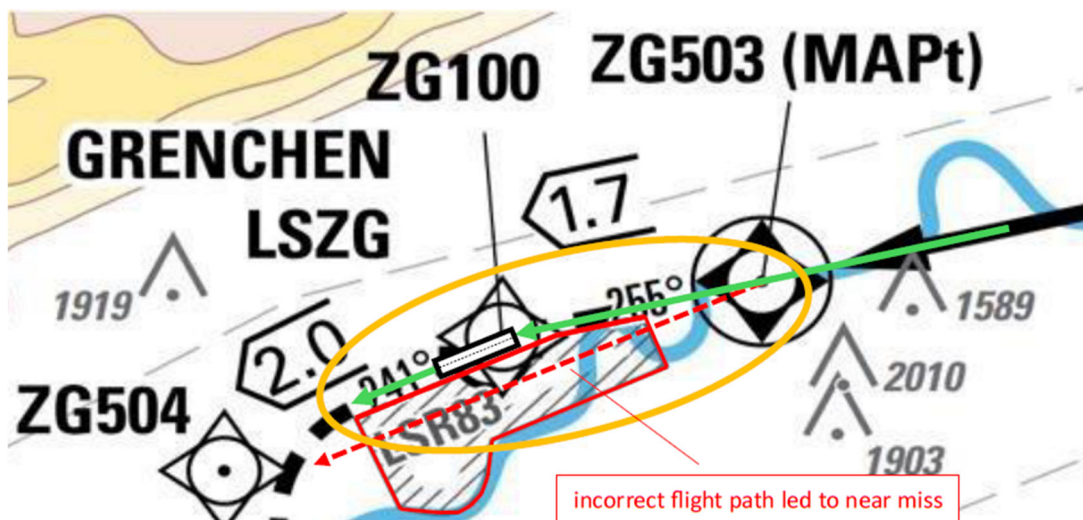 ZG100
ZG503 (MAPt)
GRENCHEN
LSZG
1.7
1919
255°
1589
2.0
241°
2010
ZG504
LSR83
1903
incorrect flight path led to near miss